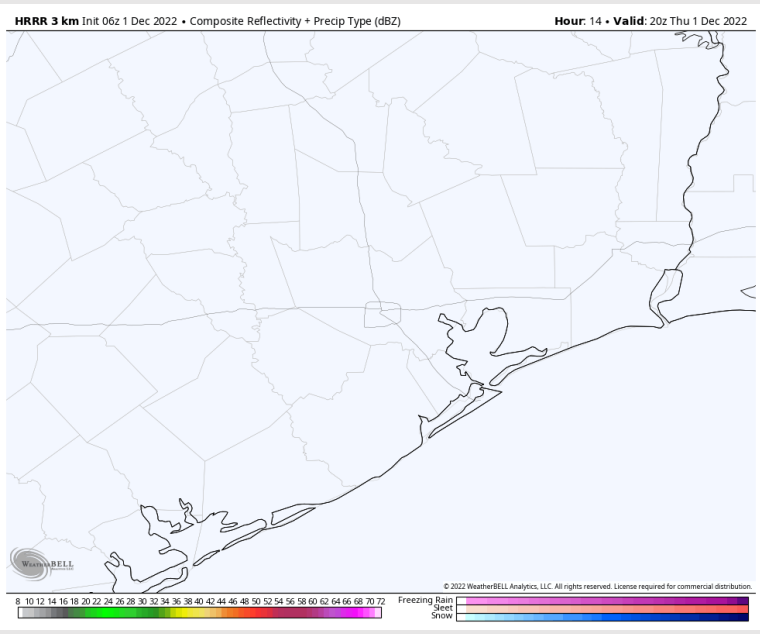 HRRR 3 km Init 06z 1 Dec 2022 • Composite Reflectivity + Precip Type (dBZ)
Hour: 14 • Valid: 20z Thu 1 Dec 2022
WEATHERBELL
© 2022 WeatherBELL Analytics, LLC. All rights reserved. License required for commercial distribution.
8 10 12 14 16 18 20 22 24 26 28 30 32 34 36 38 40 42 44 46 48 50 52 54 56 58 60 62 64 66 68 70 72
Freezing Rain
Sleet
Snow